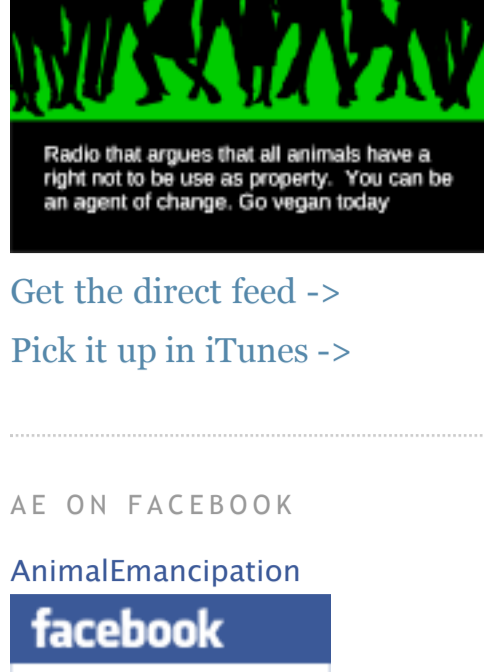 Radio that argues that all animals have a
right not to be use as property. You can be
an agent of change. Go vegan today
Get the direct feed ->
Pick it up in iTunes ->
AE ON FACEBOOK
AnimalEmancipation
facebook